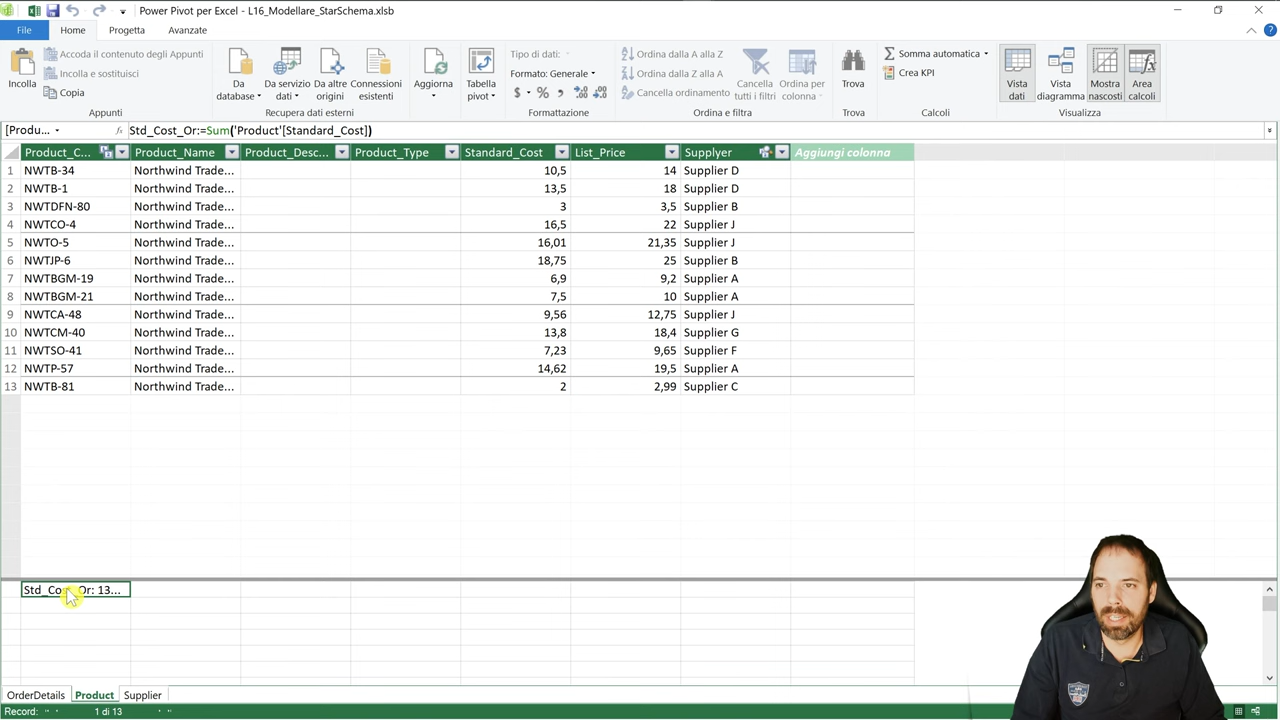 Power Pivot per Excel - L16_Modellare_StarSchema.xlsb
File Home Progetta Avanzate
Incolla
Accoda il contenuto degli Appunti
Incolla e sostituisci
Copia
Appunti
Da database
Da servizio dati
Da altre origini
Connessioni esistenti
Recupera dati esterni
Aggiorna
Tabella pivot
Tipo di dati:
Formato: Generale
$ % ,
Formattazione
Ordina dalla A alla Z
Ordina dalla Z alla A
Cancella ordinamento
Cancella tutti i filtri
Ordina per colonna
Ordina e filtra
Trova
Trova
Somma automatica
Crea KPI
Calcoli
Vista dati
Vista diagramma
Mostra nascosti
Area calcoli
Visualizza
[Produ... fx Std_Cost_Or:=Sum('Product'[Standard_Cost])
Product_C... Product_Name Product_Desc... Product_Type Standard_Cost List_Price Supplyer Aggiungi colonna
1 NWTB-34 Northwind Trade... 10,5 14 Supplier D
2 NWTB-1 Northwind Trade... 13,5 18 Supplier D
3 NWTDFN-80 Northwind Trade... 3 3,5 Supplier B
4 NWTCO-4 Northwind Trade... 16,5 22 Supplier J
5 NWTO-5 Northwind Trade... 16,01 21,35 Supplier J
6 NWTJP-6 Northwind Trade... 18,75 25 Supplier B
7 NWTBGM-19 Northwind Trade... 6,9 9,2 Supplier A
8 NWTBGM-21 Northwind Trade... 7,5 10 Supplier A
9 NWTCA-48 Northwind Trade... 9,56 12,75 Supplier J
10 NWTCM-40 Northwind Trade... 13,8 18,4 Supplier G
11 NWTSO-41 Northwind Trade... 7,23 9,65 Supplier F
12 NWTP-57 Northwind Trade... 14,62 19,5 Supplier A
13 NWTB-81 Northwind Trade... 2 2,99 Supplier C
Std_Cost_Or: 13...
OrderDetails Product Supplier
Record: 1 di 13